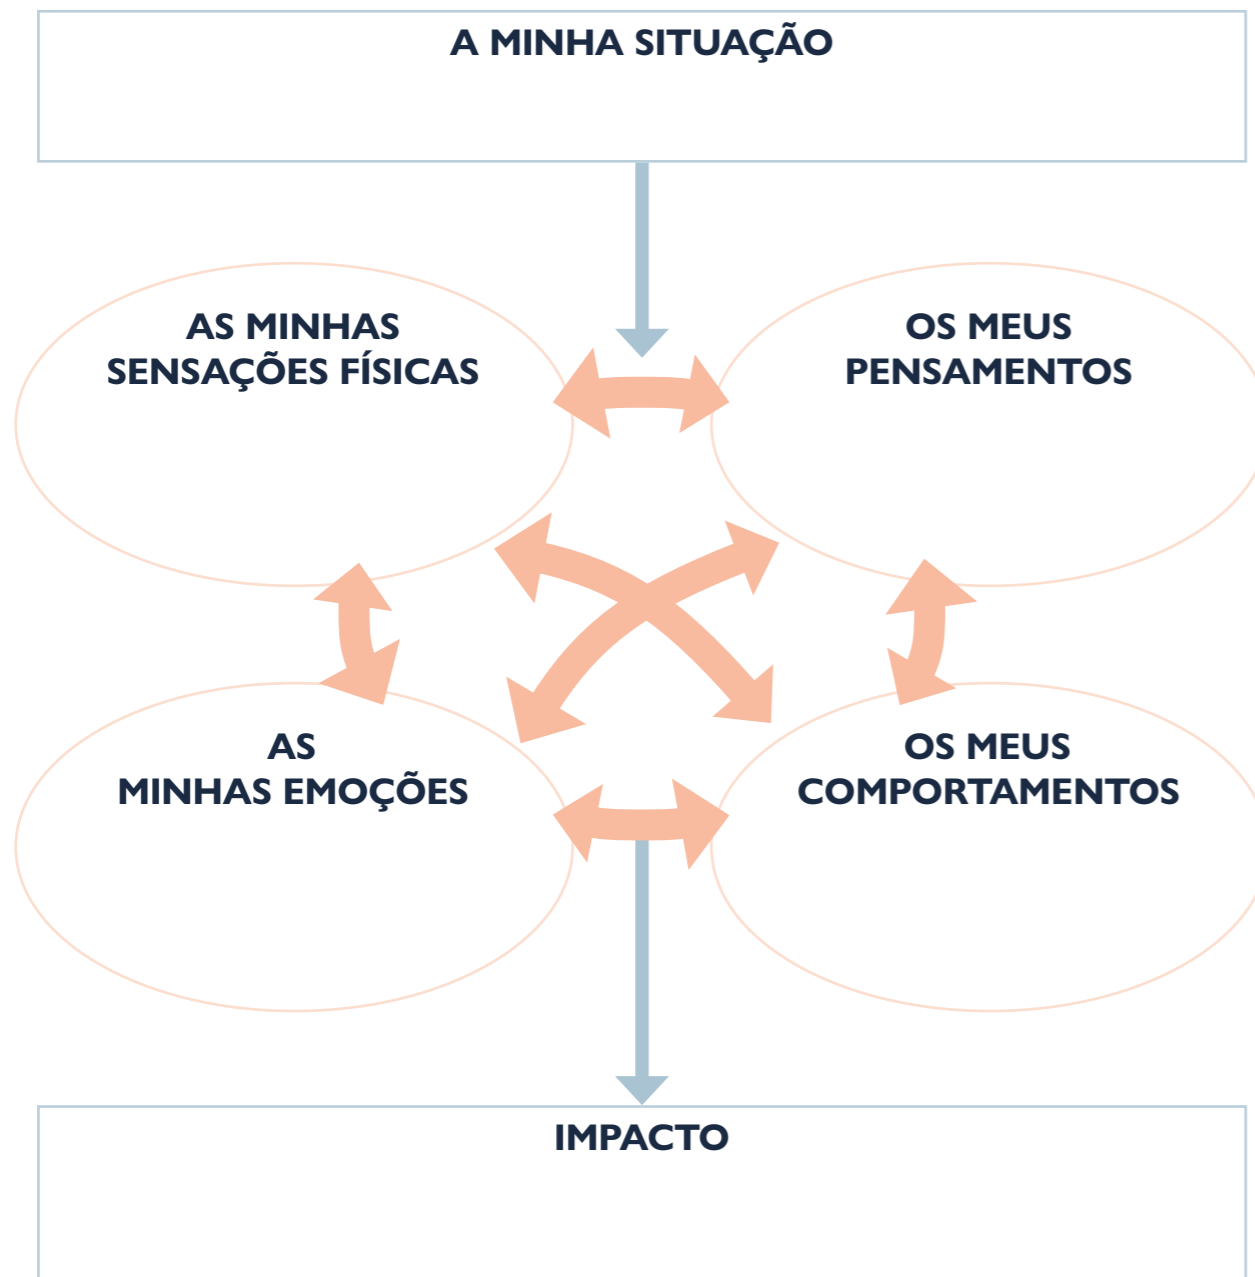 A MINHA SITUAÇÃO
AS MINHAS
SENSAÇÕES FÍSICAS
OS MEUS
PENSAMENTOS
AS
MINHAS EMOÇÕES
OS MEUS
COMPORTAMENTOS
IMPACTO